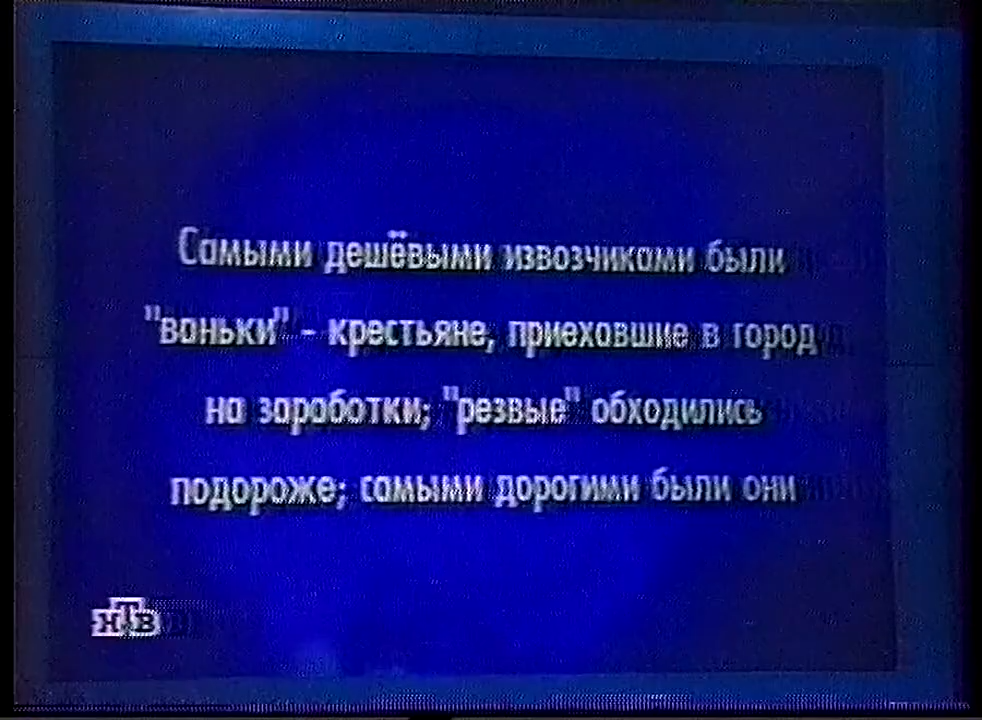 Самыми дешёвыми извозчиками были
"ваньки" - крестьяне, приехавшие в город
на заработки; "резвые" обходились
подороже; самыми дорогими были они
НТВ